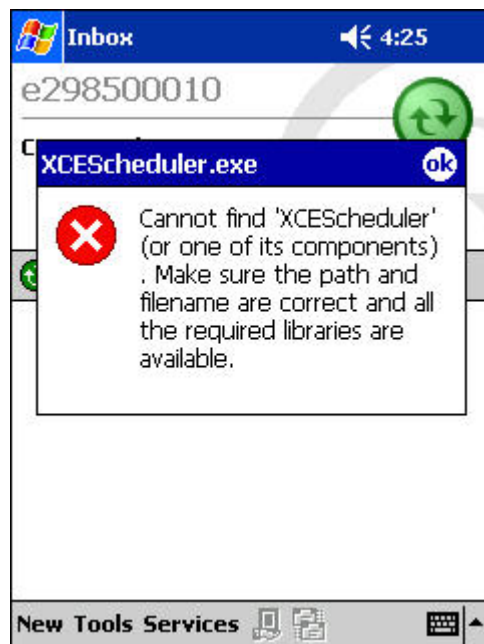 Inbox 4:25
e298500010
XCEScheduler.exe ok
Cannot find 'XCEScheduler'
(or one of its components)
. Make sure the path and
filename are correct and all
the required libraries are
available.
New Tools Services